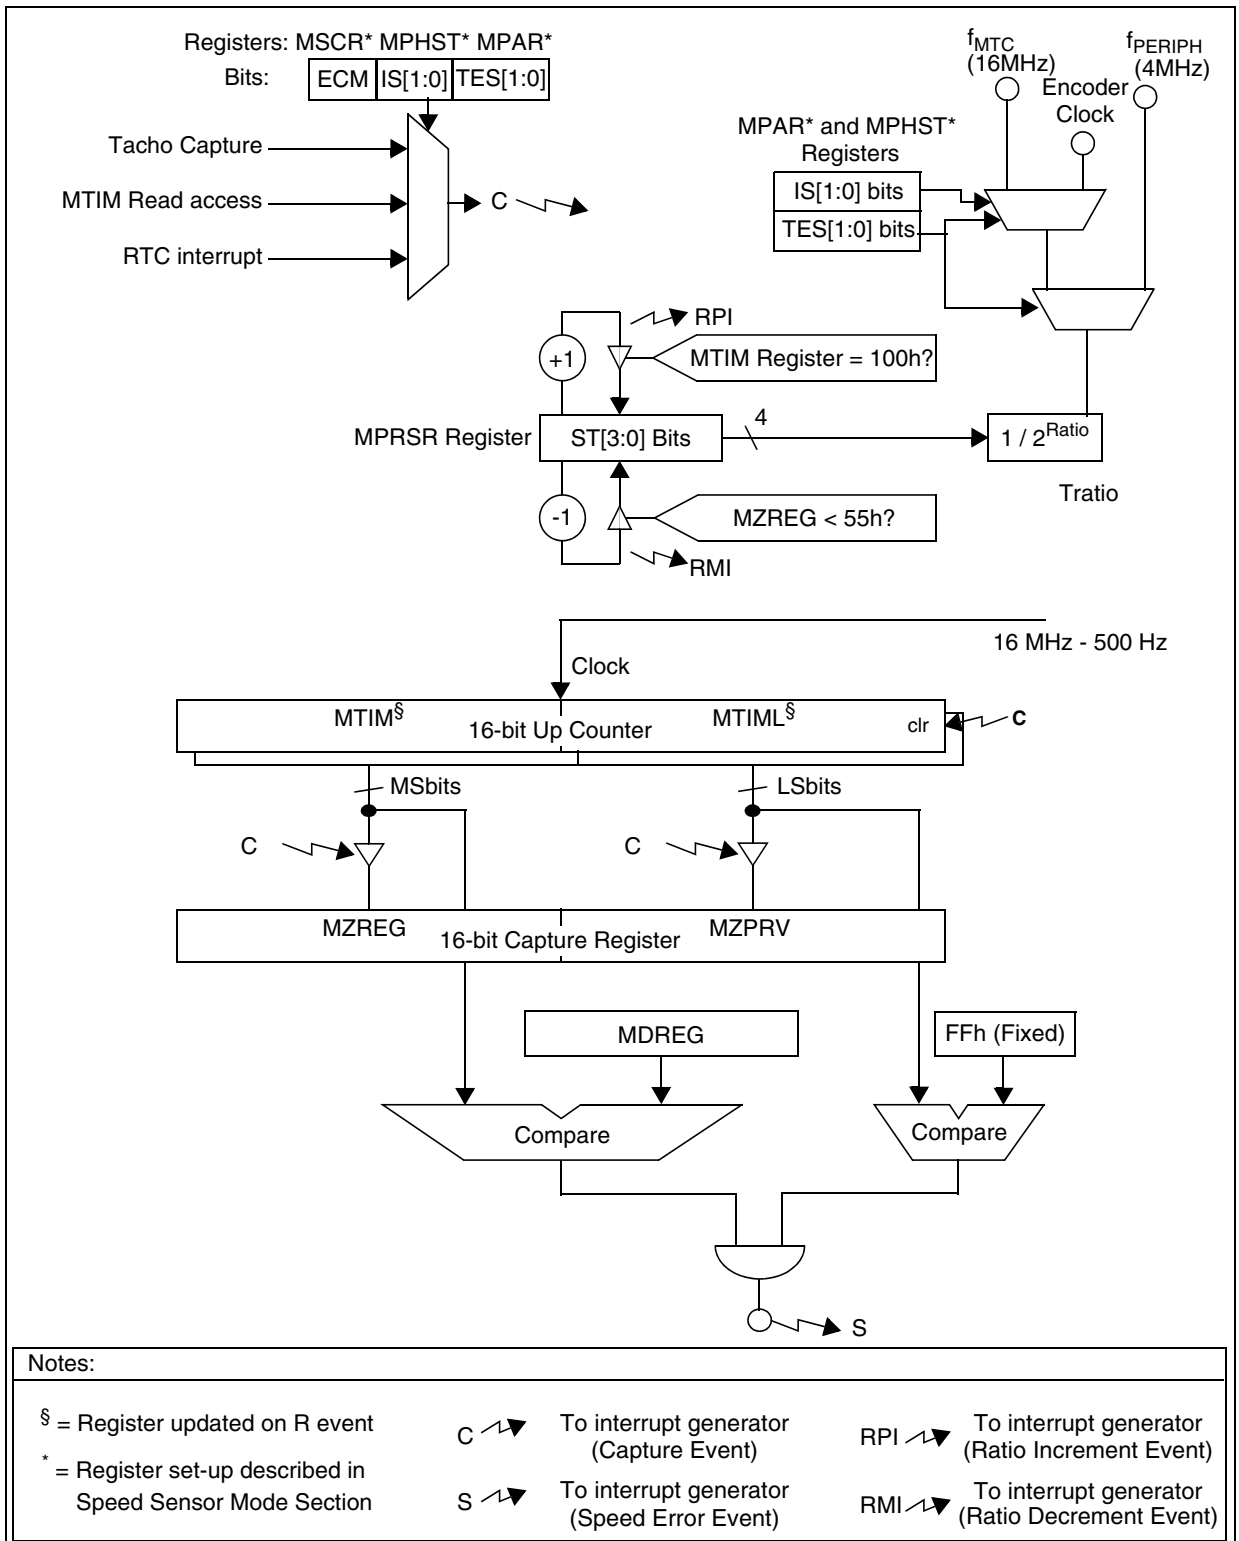 Registers: MSCR* MPHST* MPAR*
Bits: ECM IS[1:0] TES[1:0]
Tacho Capture
MTIM Read access
RTC interrupt
C
fMTC
(16MHz)
fPERIPH
(4MHz)
Encoder
Clock
MPAR* and MPHST*
Registers
IS[1:0] bits
TES[1:0] bits
RPI
+1
MTIM Register = 100h?
MPRSR Register
ST[3:0] Bits
4
1 / 2^Ratio
Tratio
-1
MZREG < 55h?
RMI
16 MHz - 500 Hz
Clock
MTIM§
MTIML§
16-bit Up Counter
clr
C
MSbits
LSbits
C
C
MZREG
MZPRV
16-bit Capture Register
MDREG
FFh (Fixed)
Compare
Compare
S
Notes:
§ = Register updated on R event
* = Register set-up described in
Speed Sensor Mode Section
C
To interrupt generator
(Capture Event)
S
To interrupt generator
(Speed Error Event)
RPI
To interrupt generator
(Ratio Increment Event)
RMI
To interrupt generator
(Ratio Decrement Event)